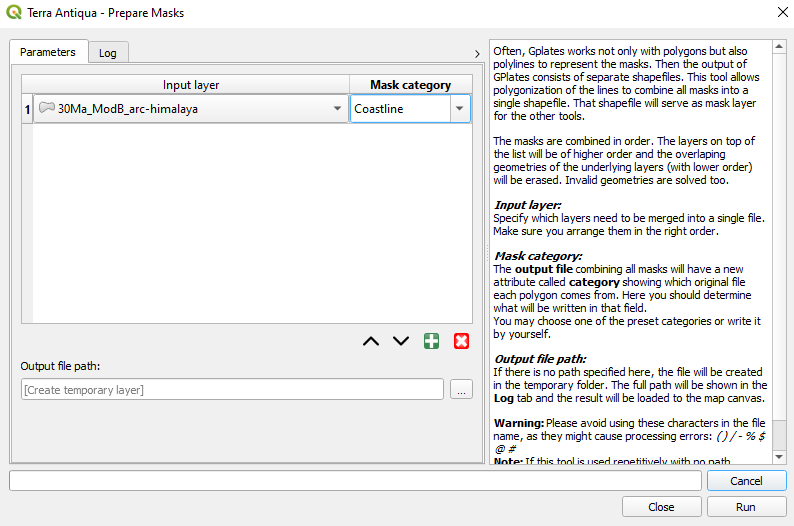 Terra Antiqua - Prepare Masks
Parameters
Log
Input layer
Mask category
1
30Ma_ModB_arc-himalaya
Coastline
Output file path:
[Create temporary layer]
...
Often, Gplates works not only with polygons but also
polylines to represent the masks. Then the output of
GPlates consists of separate shapefiles. This tool allows
polygonization of the lines to combine all masks into a
single shapefile. That shapefile will serve as mask layer
for the other tools.
The masks are combined in order. The layers on top of
the list will be of higher order and the overlaping
geometries of the underlying layers (with lower order)
will be erased. Invalid geometries are solved too.
Input layer:
Specify which layers need to be merged into a single file.
Make sure you arrange them in the right order.
Mask category:
The output file combining all masks will have a new
attribute called category showing which original file
each polygon comes from. Here you should determine
what will be written in that field.
You may choose one of the preset categories or write it
by yourself.
Output file path:
If there is no path specified here, the file will be created
in the temporary folder. The full path will be shown in the
Log tab and the result will be loaded to the map canvas.
Warning: Please avoid using these characters in the file
name, as they might cause processing errors: ( ) / - % $
@ #
Note: If this tool is used repetitively with no path
Cancel
Close
Run